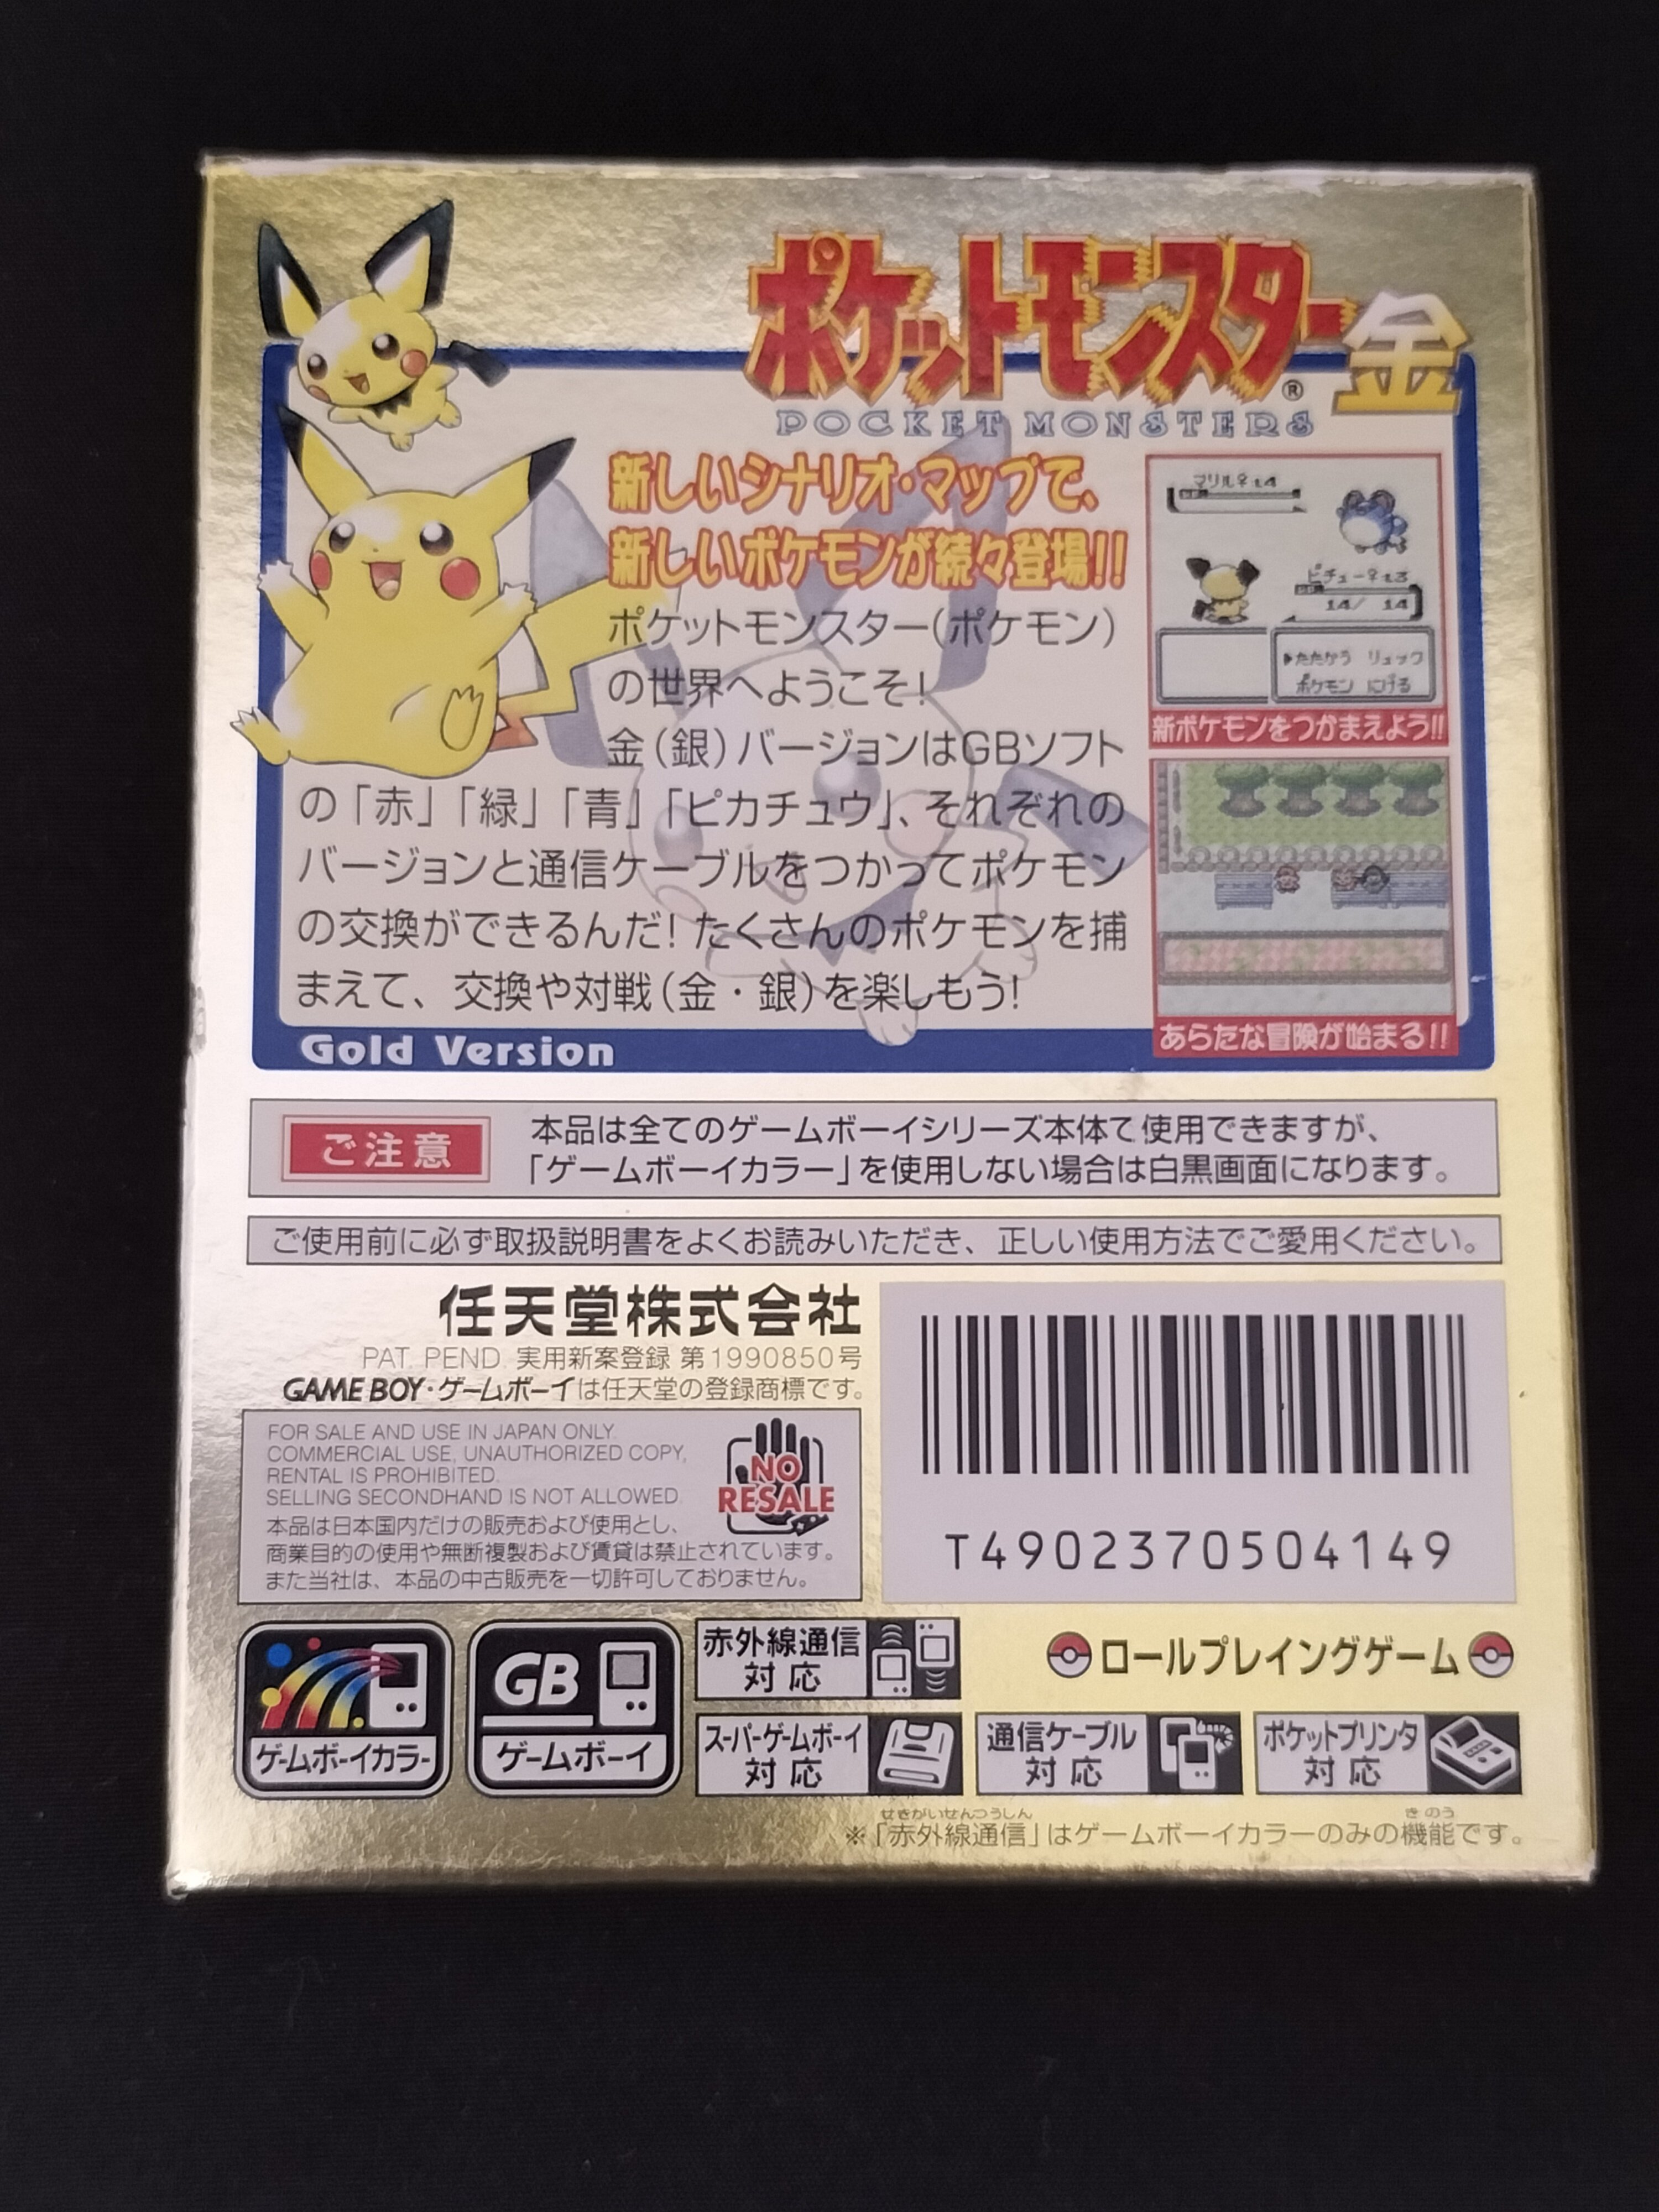 ポケットモンスター金
®
POCKET MONSTERS
新しいシナリオ・マップで、
新しいポケモンが続々登場!!
ポケットモンスター(ポケモン)
の世界へようこそ!
金(銀)バージョンはGBソフト
の「赤」「緑」「青」「ピカチュウ」、それぞれの
バージョンと通信ケーブルをつかってポケモン
の交換ができるんだ! たくさんのポケモンを捕
まえて、交換や対戦(金・銀)を楽しもう!
Gold Version
マリル♀:L4
ピチュー♀:L3
14/ 14
▶たたかう リュック
ポケモン にげる
新ポケモンをつかまえよう!!
あらたな冒険が始まる!!
ご注意
本品は全てのゲームボーイシリーズ本体で使用できますが、
「ゲームボーイカラー」を使用しない場合は白黒画面になります。
ご使用前に必ず取扱説明書をよくお読みいただき、正しい使用方法でご愛用ください。
任天堂株式会社
PAT. PEND. 実用新案登録 第1990850号
GAME BOY・ゲームボーイは任天堂の登録商標です。
FOR SALE AND USE IN JAPAN ONLY.
COMMERCIAL USE, UNAUTHORIZED COPY,
RENTAL IS PROHIBITED.
SELLING SECONDHAND IS NOT ALLOWED.
本品は日本国内だけの販売および使用とし、
商業目的の使用や無断複製および賃貸は禁止されています。
また当社は、本品の中古販売を一切許可しておりません。
NO
RESALE
T4902370504149
ゲームボーイカラー
GB
ゲームボーイ
赤外線通信
対応
ロールプレイングゲーム
スーパーゲームボーイ
対応
通信ケーブル
対応
ポケットプリンタ
対応
せきがいせんつうしん きのう
※「赤外線通信」はゲームボーイカラーのみの機能です。